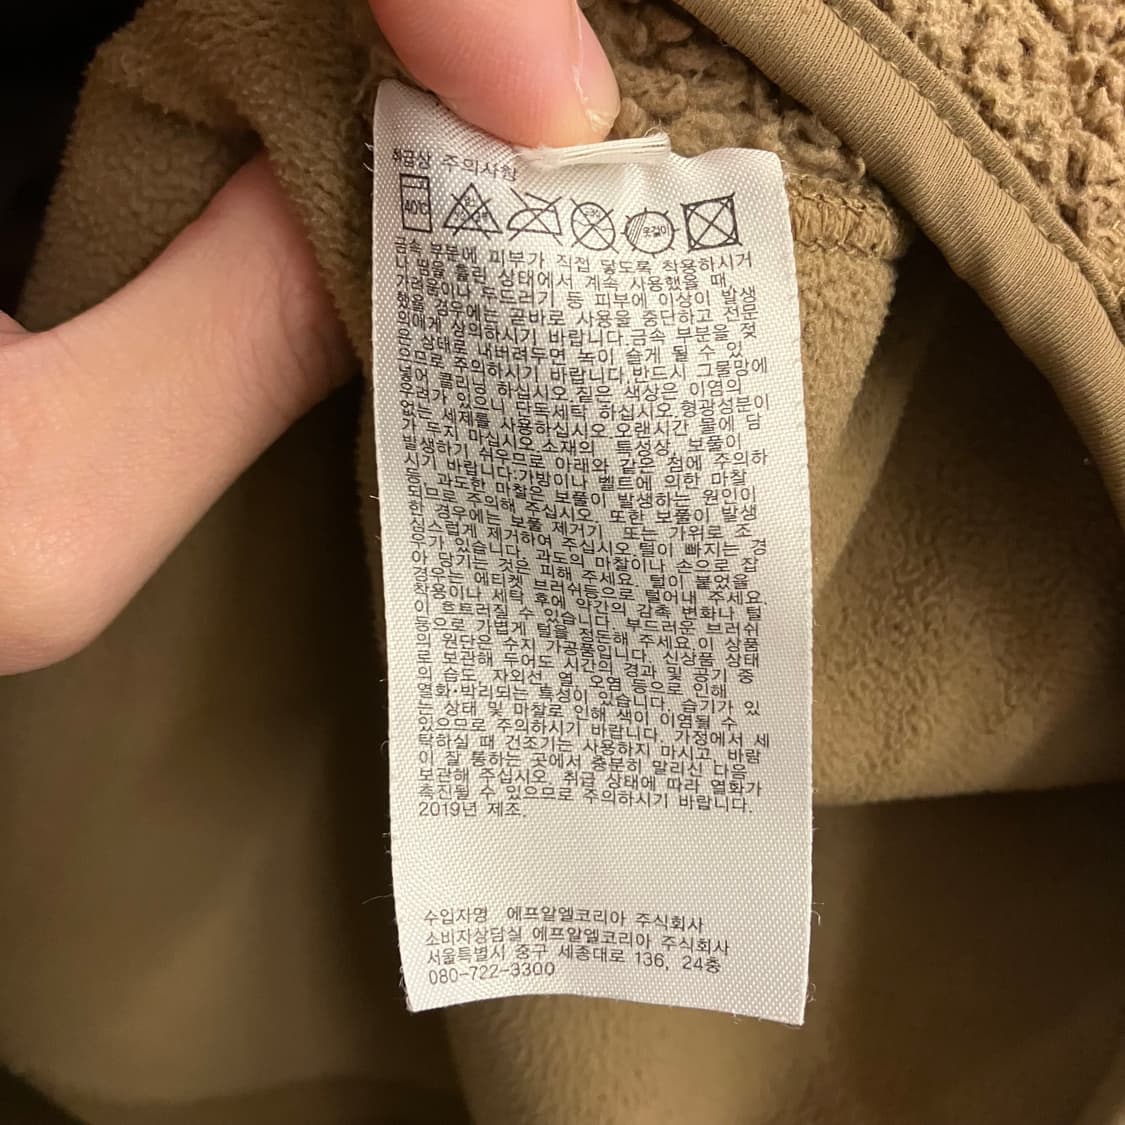 취급상 주의사항
40℃
옷걸이
금속 부분에 피부가 직접 닿도록 착용하시거
나 땀을 흘린 상태에서 계속 사용했을 때,
가려움이나 두드러기 등 피부에 이상이 발생
했을 경우에는 곧바로 사용을 중단하고 전문
의에게 상의하시기 바랍니다.금속 부분을 젖
은 상태로 내버려두면 녹이 슬게 될 수 있
으므로 주의하시기 바랍니다.반드시 그물망에
넣어 클리닝 하십시오.짙은 색상은 이염의
우려가 있으니 단독세탁 하십시오.형광성분이
없는 세제를 사용하십시오.오랜시간 물에 담
가 두지 마십시오.소재의 특성상, 보풀이
발생하기 쉬우므로 아래와 같은 점에 주의하
시기 바랍니다.가방이나 벨트에 의한 마찰
등 과도한 마찰은 보풀이 발생하는 원인이
되므로 주의해 주십시오. 또한 보풀이 발생
한 경우에는 보풀 제거기 또는 가위로 조
심스럽게 제거하여 주십시오.털이 빠지는 경
우가 있습니다. 과도의 마찰이나 손으로 잡
아 당기는 것은 피해 주세요. 털이 붙었을
경우는 에티켓 브러쉬등으로 털어내 주세요.
착용이나 세탁 후에 약간의 감촉 변화나 털
이 흐트러질 수 있습니다. 부드러운 브러쉬
등으로 가볍게 털을 정돈해 주세요.이 상품
의 원단은 수지 가공품입니다. 신상품 상태
로 보관해 두어도 시간의 경과 및 공기 중
의 습도, 자외선, 열, 오염 등으로 인해
열화·박리되는 특성이 있습니다. 습기가 있
는 상태 및 마찰로 인해 색이 이염될 수
있으므로 주의하시기 바랍니다. 가정에서 세
탁하실 때 건조기는 사용하지 마시고, 바람
이 잘 통하는 곳에서 충분히 말리신 다음
보관해 주십시오. 취급 상태에 따라 열화가
촉진될 수 있으므로 주의하시기 바랍니다.
2019년 제조.
수입자명 에프알엘코리아 주식회사
소비자상담실 에프알엘코리아 주식회사
서울특별시 중구 세종대로 136, 24층
080-722-3300